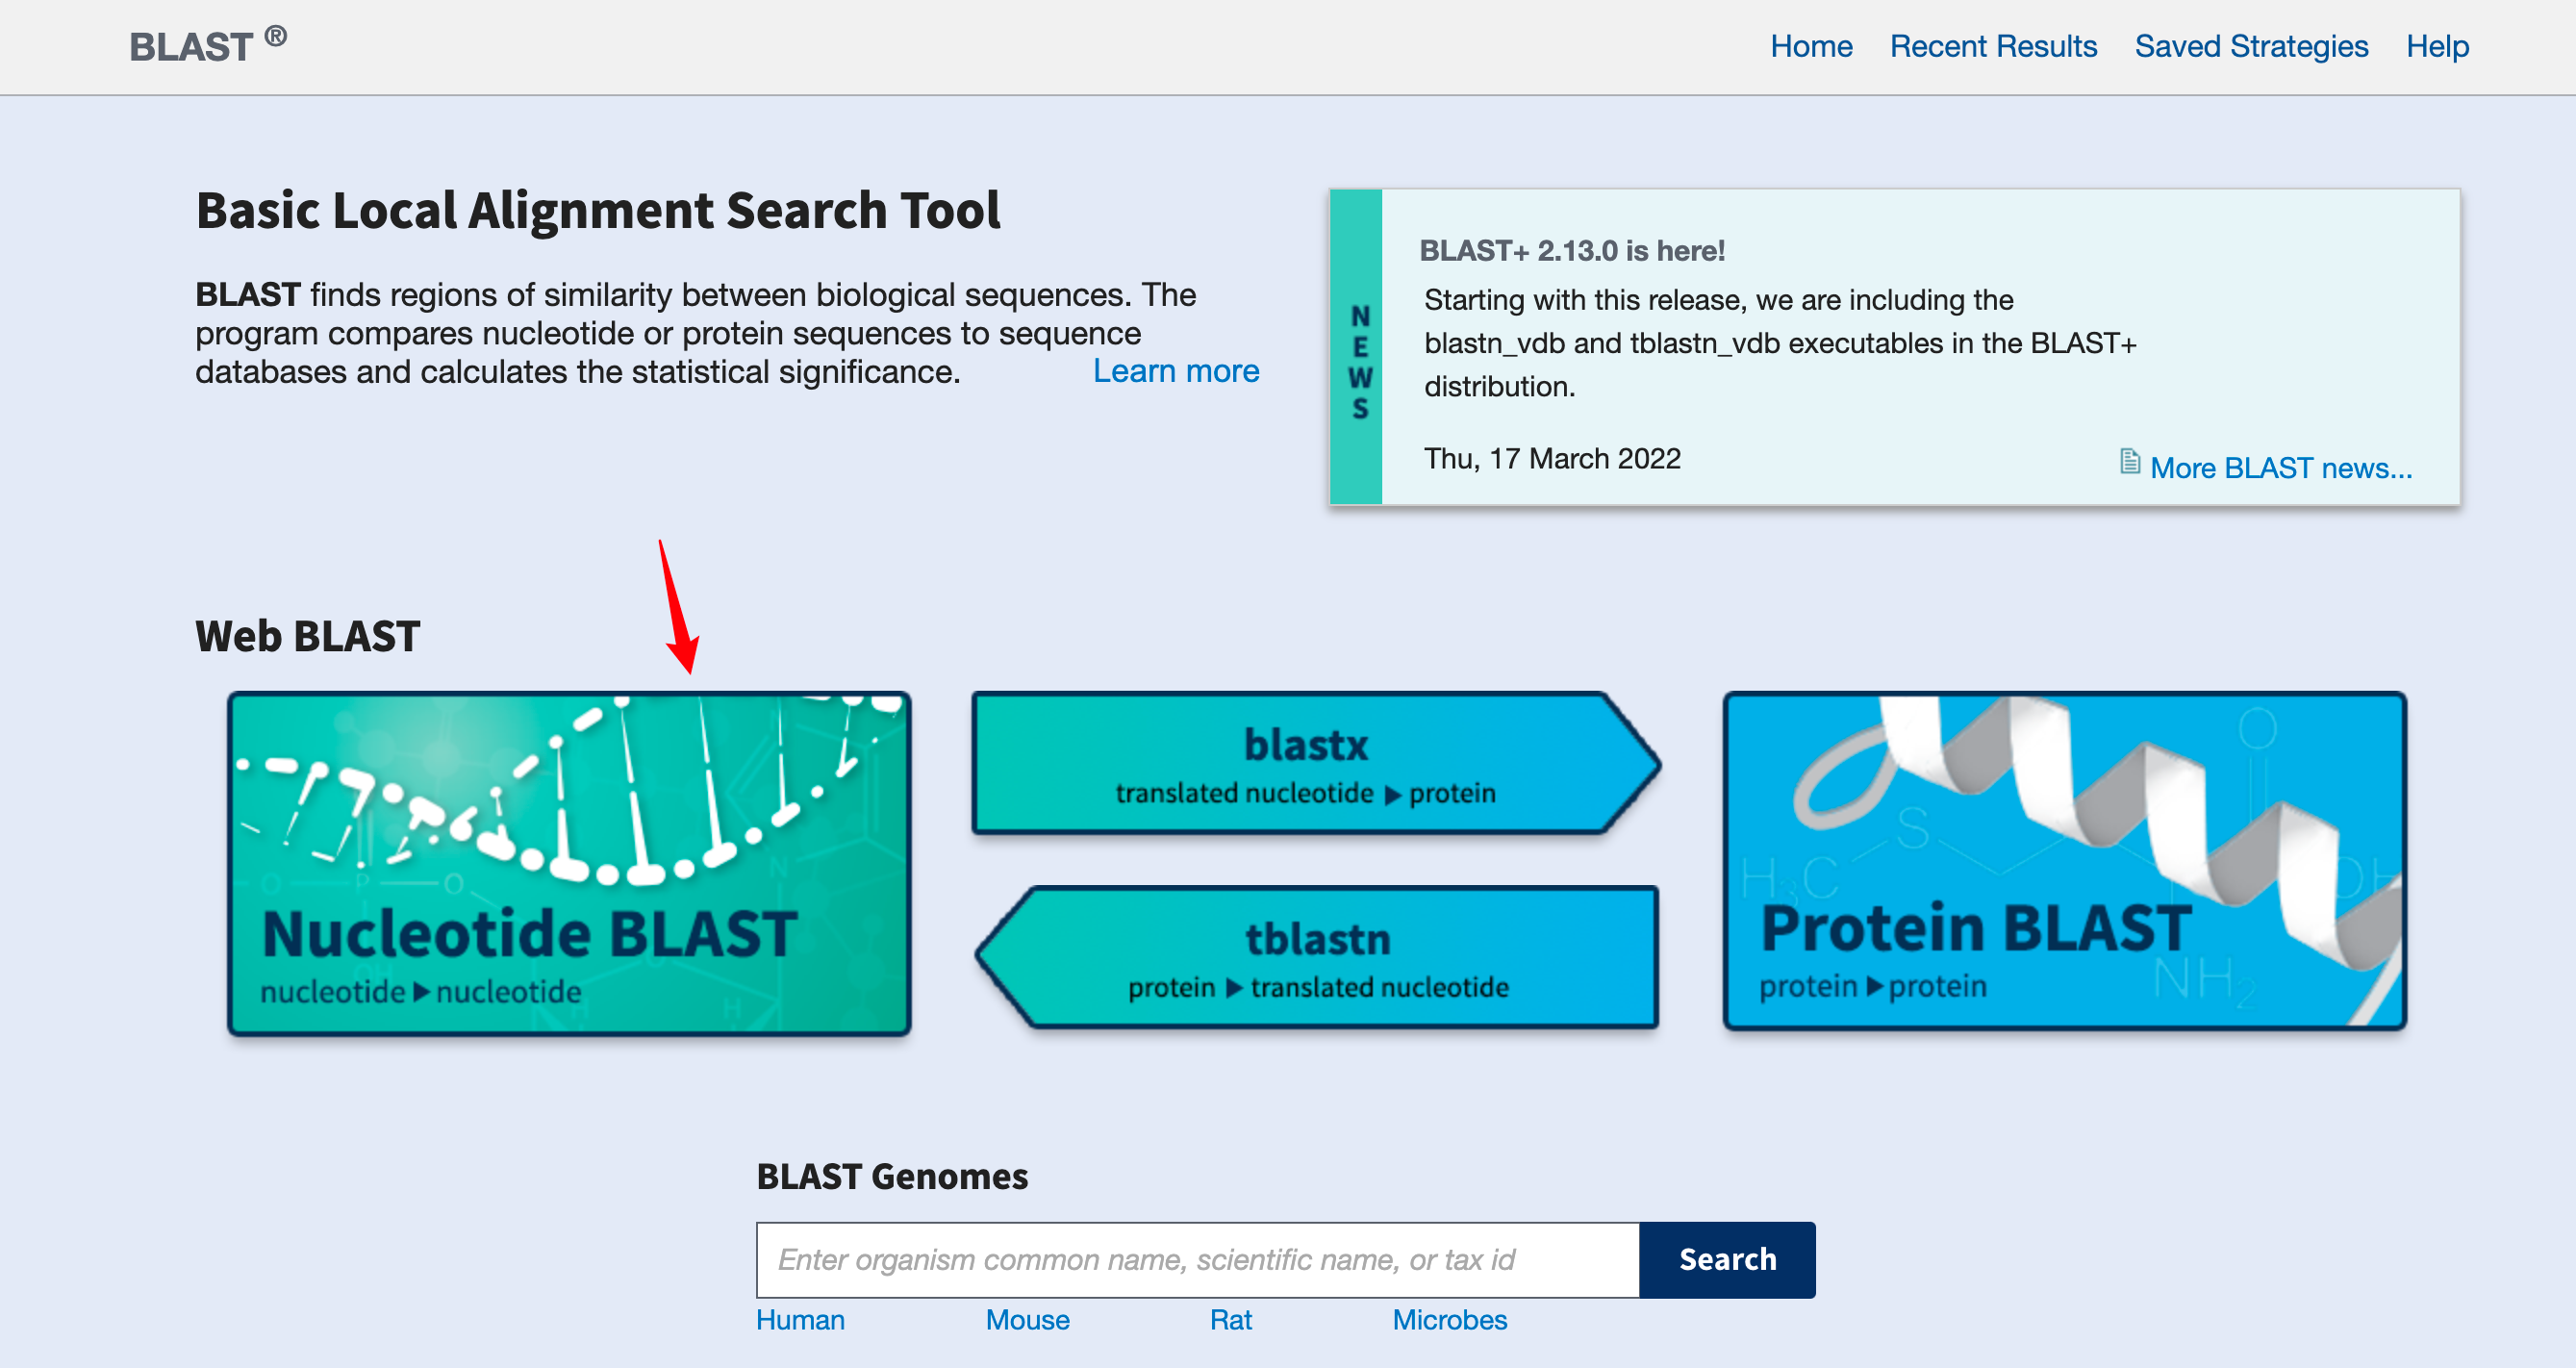 BLAST ®
Home Recent Results Saved Strategies Help
Basic Local Alignment Search Tool
BLAST finds regions of similarity between biological sequences. The
program compares nucleotide or protein sequences to sequence
databases and calculates the statistical significance.
Learn more
NEWS
BLAST+ 2.13.0 is here!
Starting with this release, we are including the
blastn_vdb and tblastn_vdb executables in the BLAST+
distribution.
Thu, 17 March 2022
More BLAST news...
Web BLAST
O P O
N
OH
O
H H
Nucleotide BLAST
nucleotide ▶ nucleotide
blastx
translated nucleotide ▶ protein
tblastn
protein ▶ translated nucleotide
O
S
H3C
OH
NH2
Protein BLAST
protein ▶ protein
BLAST Genomes
Enter organism common name, scientific name, or tax id
Search
Human Mouse Rat Microbes